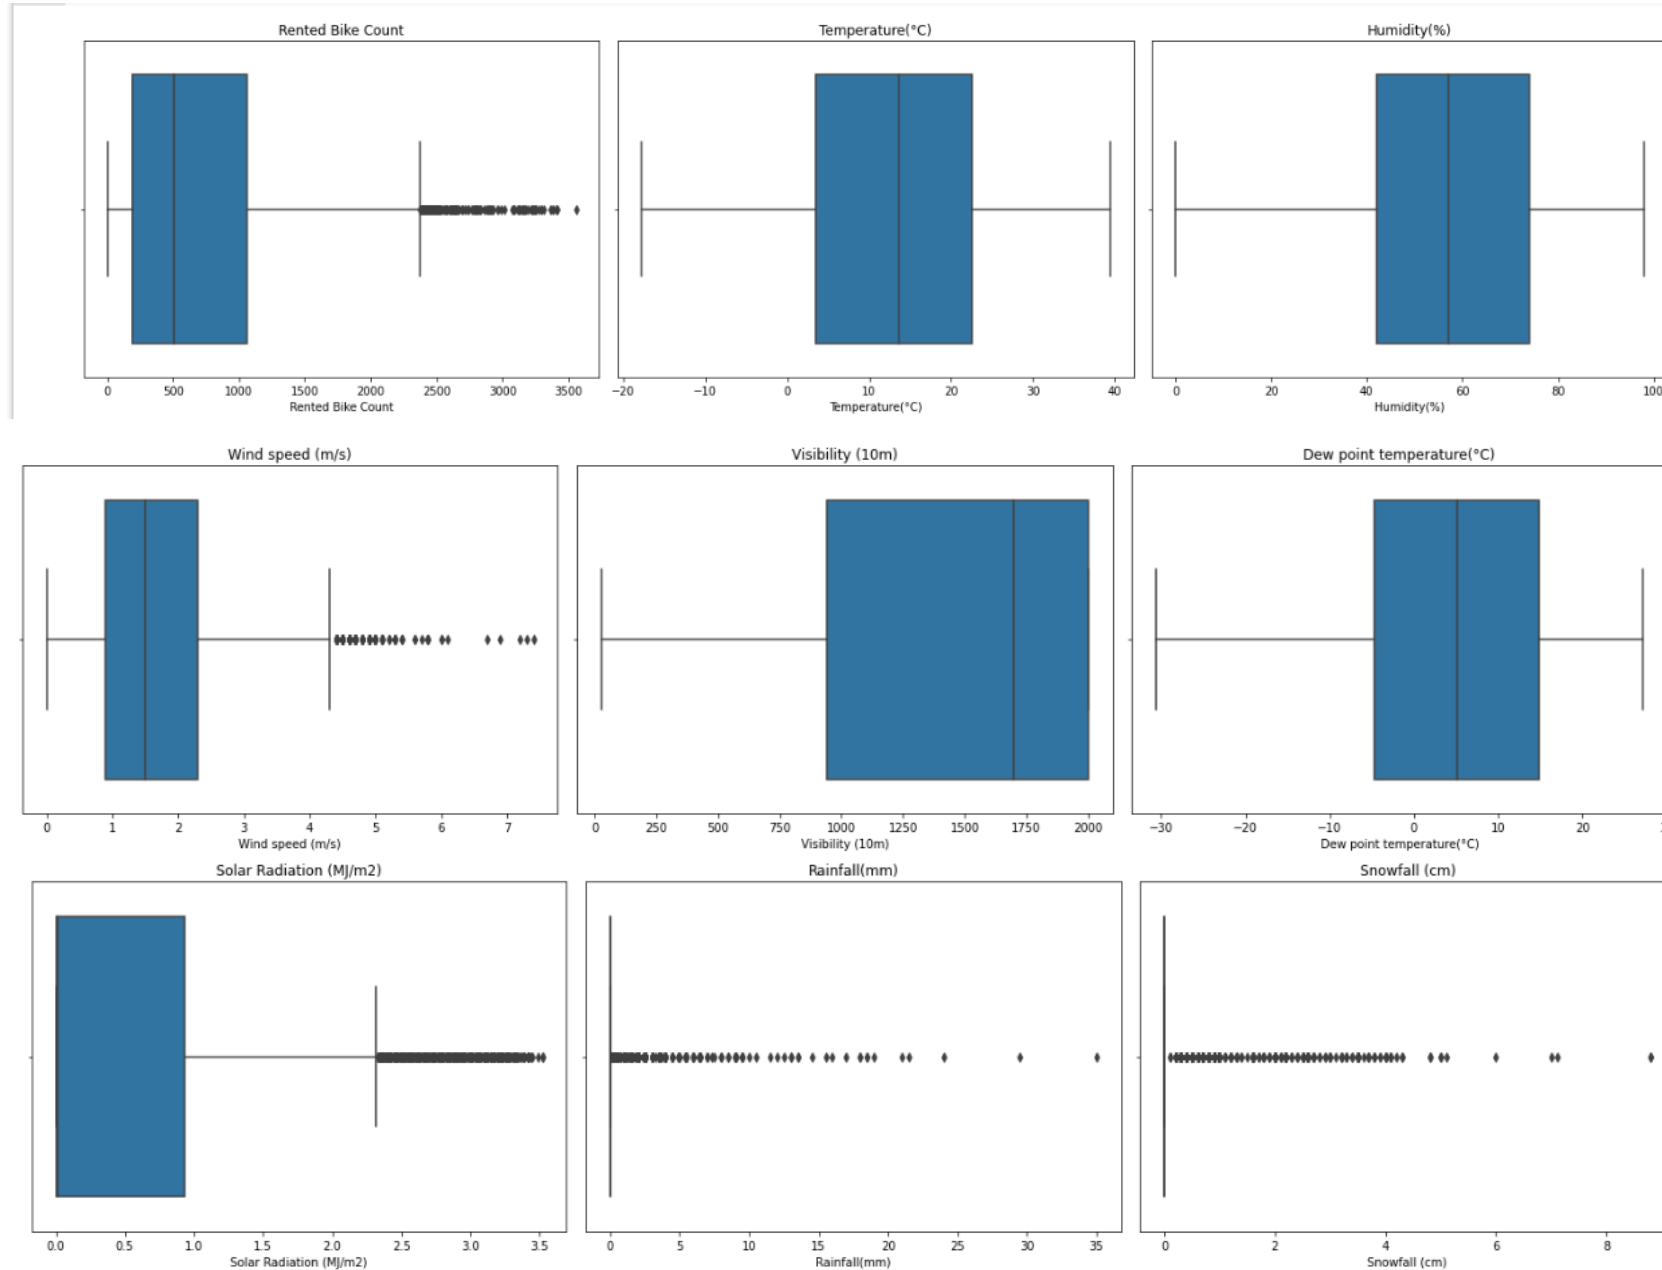 Rented Bike Count Temperature(°C) Humidity(%)
0 500 1000 1500 2000 2500 3000 3500 −20 −10 0 10 20 30 40 0 20 40 60 80 100
Rented Bike Count Temperature(°C) Humidity(%)
Wind speed (m/s) Visibility (10m) Dew point temperature(°C)
0 1 2 3 4 5 6 7 0 250 500 750 1000 1250 1500 1750 2000 −30 −20 −10 0 10 20
Wind speed (m/s) Visibility (10m) Dew point temperature(°C)
Solar Radiation (MJ/m2) Rainfall(mm) Snowfall (cm)
0.0 0.5 1.0 1.5 2.0 2.5 3.0 3.5 0 5 10 15 20 25 30 35 0 2 4 6 8
Solar Radiation (MJ/m2) Rainfall(mm) Snowfall (cm)